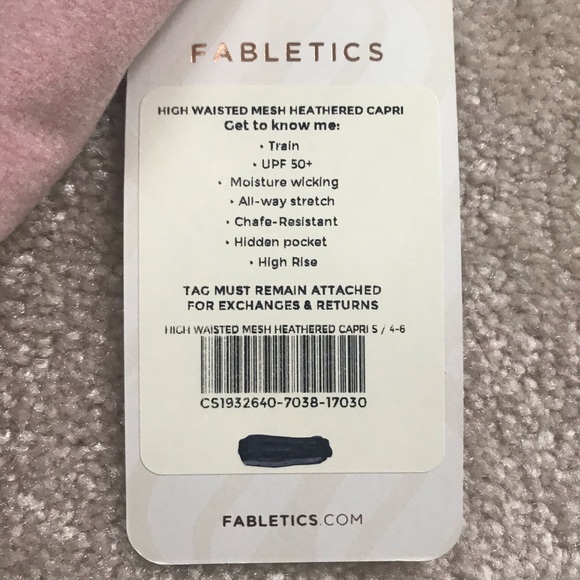 FABLETICS
HIGH WAISTED MESH HEATHERED CAPRI
Get to know me:
• Train
• UPF 50+
• Moisture wicking
• All-way stretch
• Chafe-Resistant
• Hidden pocket
• High Rise
TAG MUST REMAIN ATTACHED
FOR EXCHANGES & RETURNS
HIGH WAISTED MESH HEATHERED CAPRI S / 4-6
CS1932640-7038-17030
FABLETICS.COM